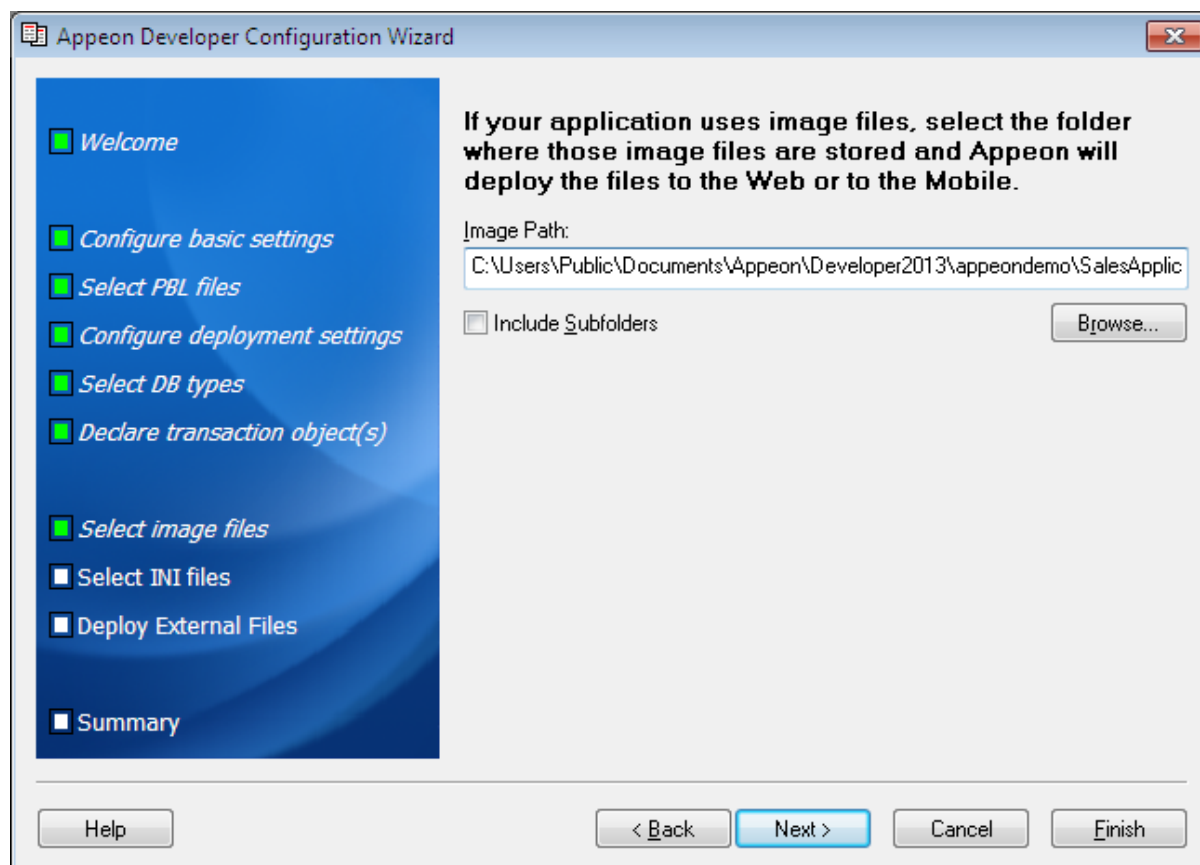 Appeon Developer Configuration Wizard
Welcome
Configure basic settings
Select PBL files
Configure deployment settings
Select DB types
Declare transaction object(s)
Select image files
Select INI files
Deploy External Files
Summary
If your application uses image files, select the folder
where those image files are stored and Appeon will
deploy the files to the Web or to the Mobile.
Image Path:
C:\Users\Public\Documents\Appeon\Developer2013\appeondemo\SalesApplic
Include Subfolders
Browse...
Help
< Back
Next >
Cancel
Finish